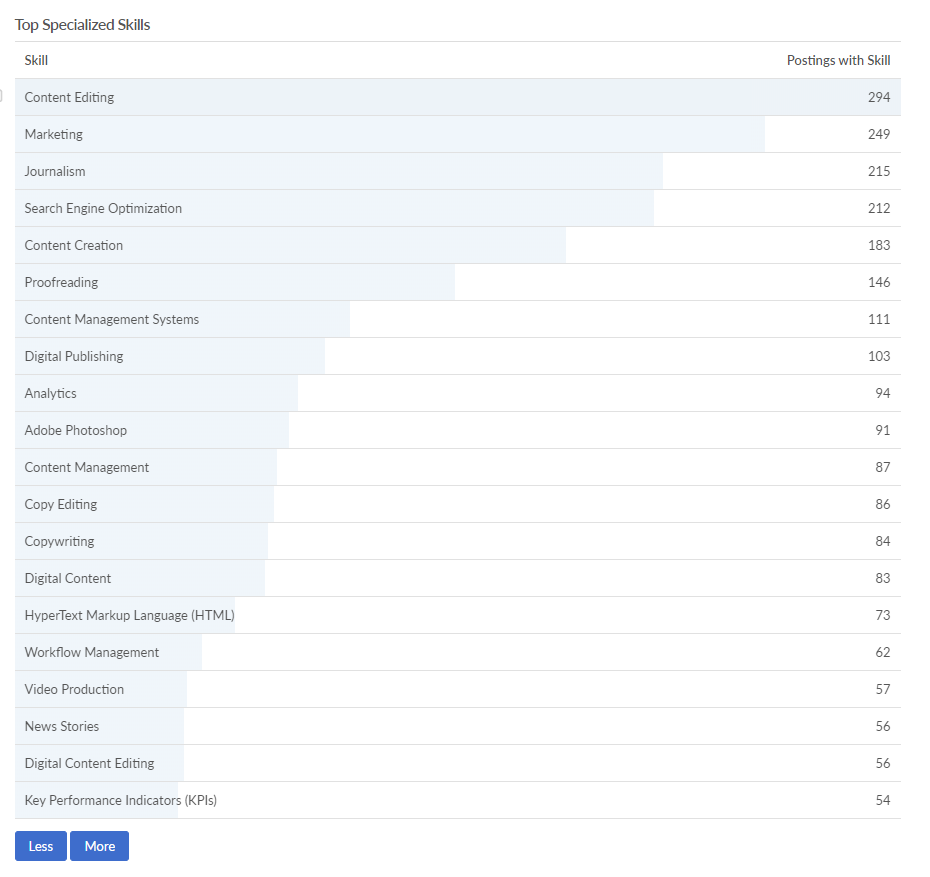 Top Specialized Skills
Skill Postings with Skill
Content Editing 294
Marketing 249
Journalism 215
Search Engine Optimization 212
Content Creation 183
Proofreading 146
Content Management Systems 111
Digital Publishing 103
Analytics 94
Adobe Photoshop 91
Content Management 87
Copy Editing 86
Copywriting 84
Digital Content 83
HyperText Markup Language (HTML) 73
Workflow Management 62
Video Production 57
News Stories 56
Digital Content Editing 56
Key Performance Indicators (KPIs) 54
Less More